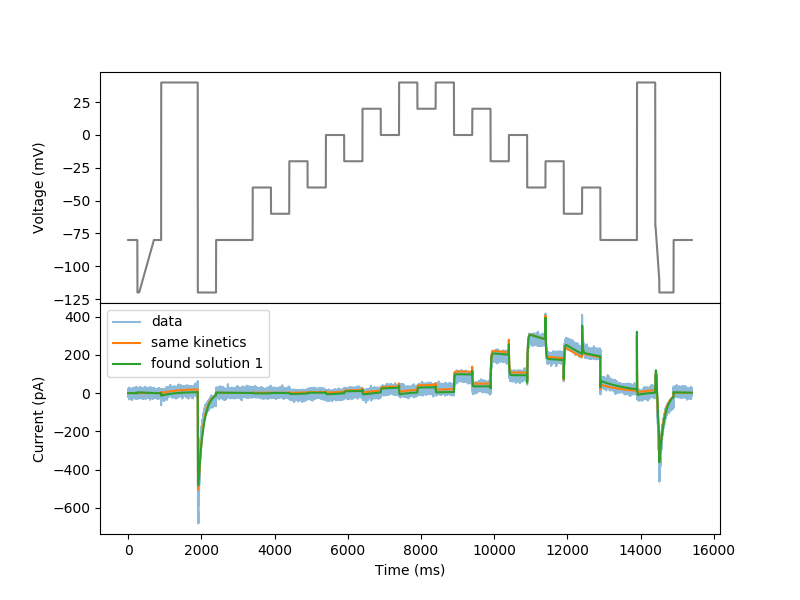 25
0
−25
−50
−75
−100
−125
Voltage (mV)
data
same kinetics
found solution 1
400
200
0
−200
−400
−600
Current (pA)
0 2000 4000 6000 8000 10000 12000 14000 16000
Time (ms)